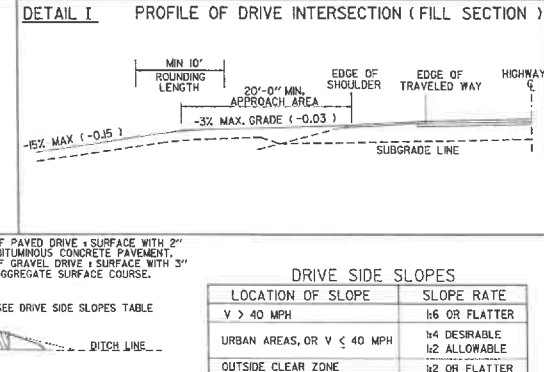 DETAIL I PROFILE OF DRIVE INTERSECTION ( FILL SECTION )
MIN 10'
ROUNDING
LENGTH
20'-0" MIN.
APPROACH AREA
EDGE OF
SHOULDER
EDGE OF
TRAVELED WAY
HIGHWAY
℄
-15% MAX ( -0.15 )
-3% MAX. GRADE ( -0.03 )
SUBGRADE LINE
F PAVED DRIVE : SURFACE WITH 2"
BITUMINOUS CONCRETE PAVEMENT.
F GRAVEL DRIVE : SURFACE WITH 3"
AGGREGATE SURFACE COURSE.
SEE DRIVE SIDE SLOPES TABLE
DITCH LINE
DRIVE SIDE SLOPES
LOCATION OF SLOPE SLOPE RATE
V > 40 MPH 1:6 OR FLATTER
URBAN AREAS, OR V ≤ 40 MPH 1:4 DESIRABLE
1:2 ALLOWABLE
OUTSIDE CLEAR ZONE 1:2 OR FLATTER